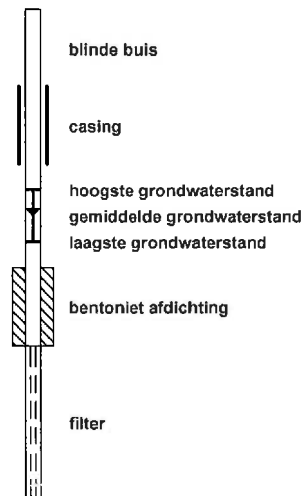 blinde buis
casing
hoogste grondwaterstand
gemiddelde grondwaterstand
laagste grondwaterstand
bentoniet afdichting
filter